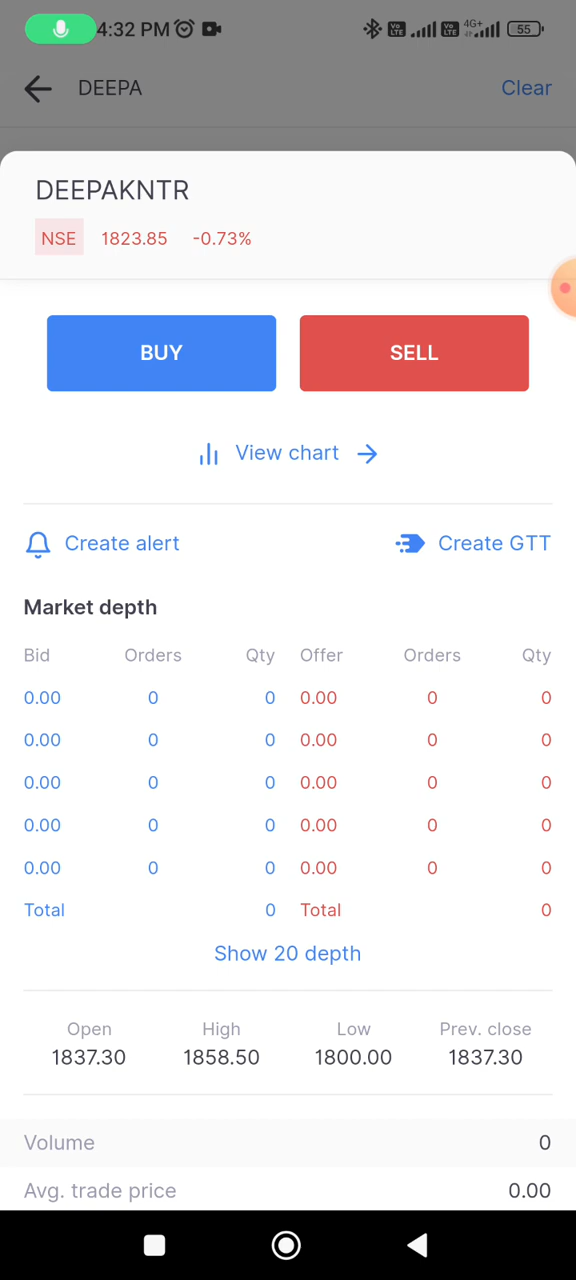 4:32 PM
Vo LTE Vo LTE 4G+ 55
DEEPA Clear
DEEPAKNTR
NSE 1823.85 -0.73%
BUY SELL
View chart
Create alert Create GTT
Market depth
Bid Orders Qty Offer Orders Qty
0.00 0 0 0.00 0 0
0.00 0 0 0.00 0 0
0.00 0 0 0.00 0 0
0.00 0 0 0.00 0 0
0.00 0 0 0.00 0 0
Total 0 Total 0
Show 20 depth
Open High Low Prev. close
1837.30 1858.50 1800.00 1837.30
Volume 0
Avg. trade price 0.00